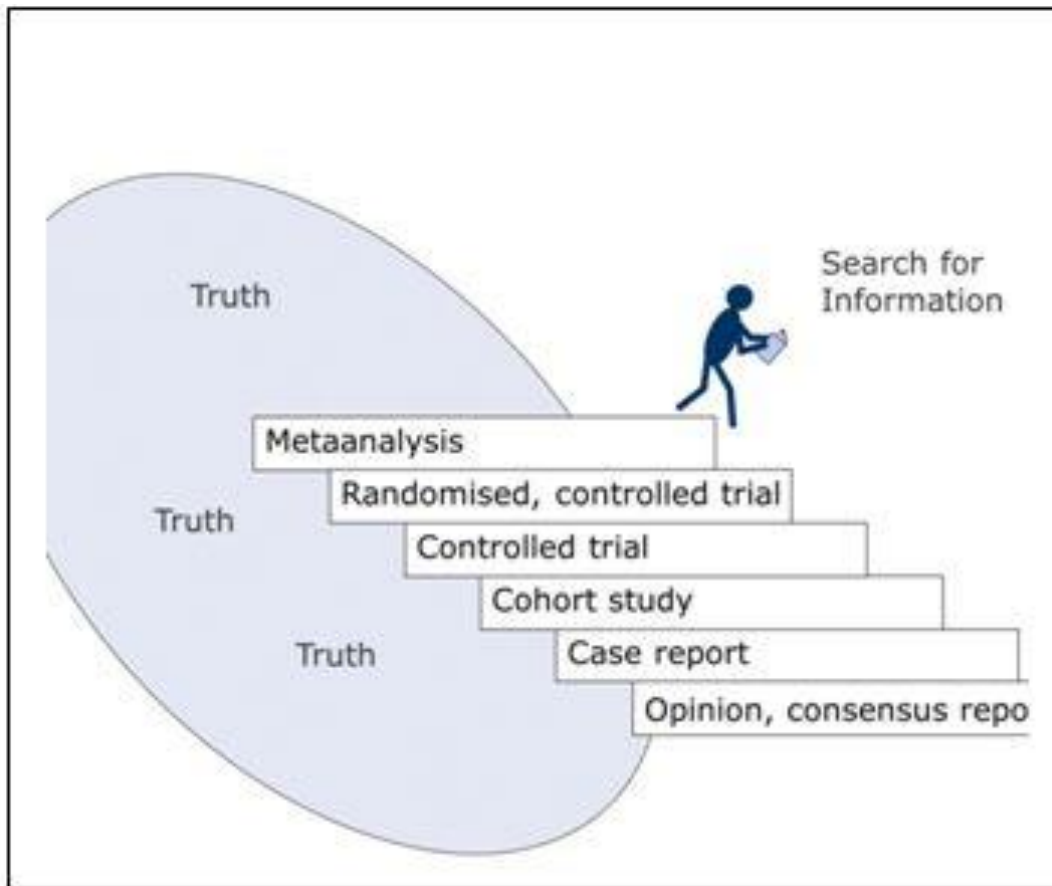 Search for
Information
Truth
Metaanalysis
Randomised, controlled trial
Truth
Controlled trial
Cohort study
Truth
Case report
Opinion, consensus repo